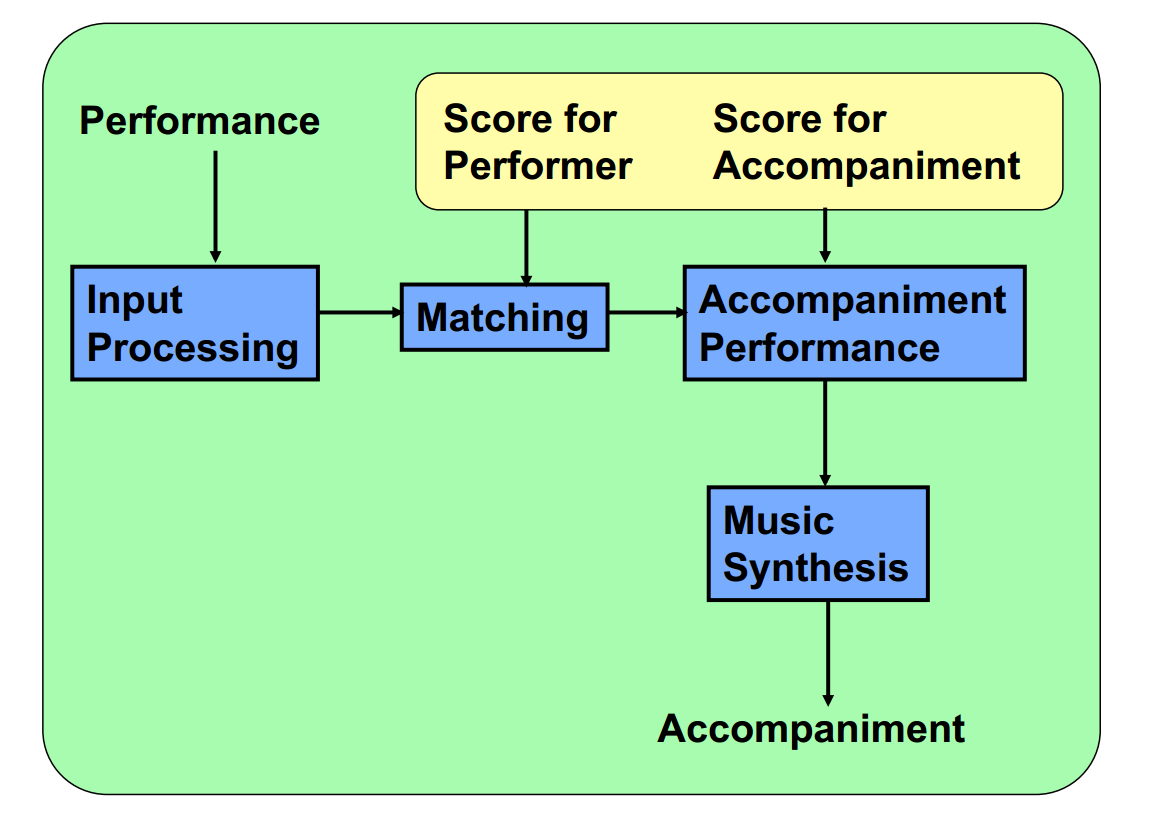 Performance
Score for
Performer
Score for
Accompaniment
Input
Processing
Matching
Accompaniment
Performance
Music
Synthesis
Accompaniment